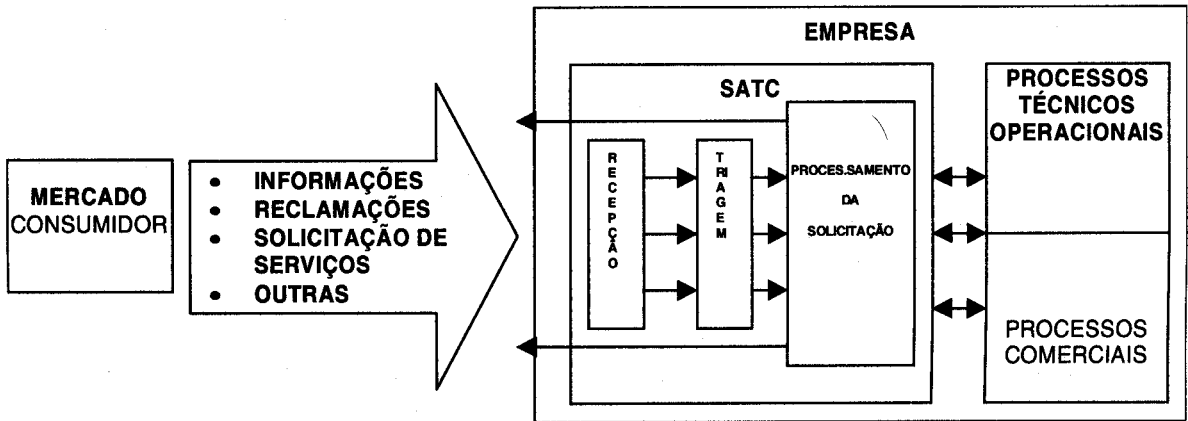 MERCADO
CONSUMIDOR
• INFORMAÇÕES
• RECLAMAÇÕES
• SOLICITAÇÃO DE
SERVIÇOS
• OUTRAS
EMPRESA
SATC
RECEPÇÃO
TRIAGEM
PROCES.SAMENTO
DA
SOLICITAÇÃO
PROCESSOS
TÉCNICOS
OPERACIONAIS
PROCESSOS
COMERCIAIS